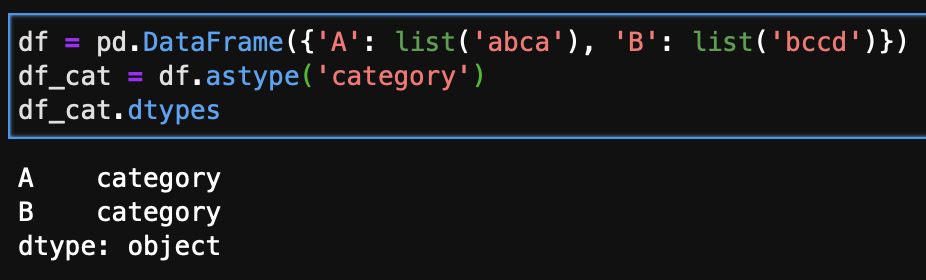 df = pd.DataFrame({'A': list('abca'), 'B': list('bccd')})
df_cat = df.astype('category')
df_cat.dtypes
A    category
B    category
dtype: object